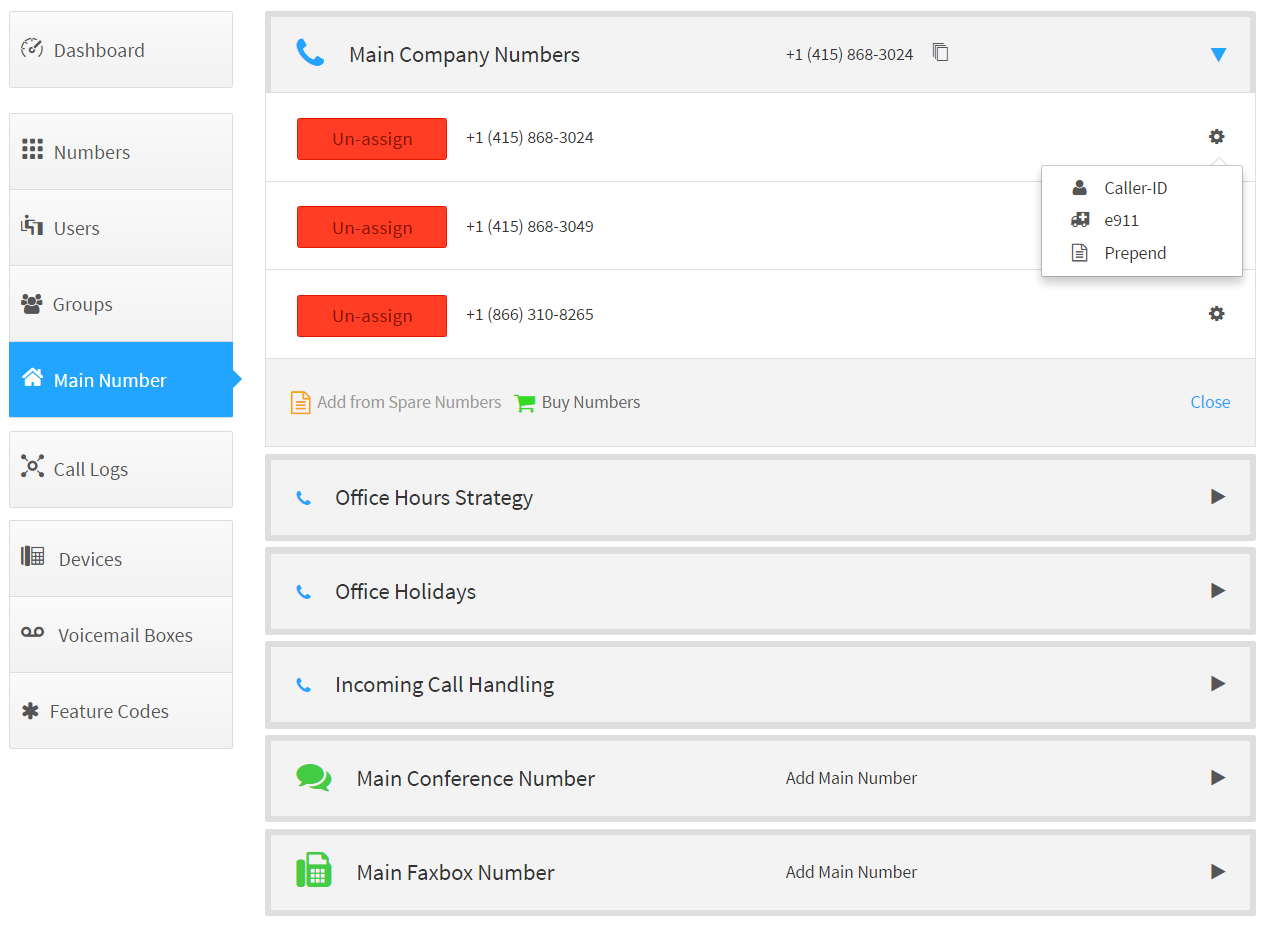 Dashboard
Numbers
Users
Groups
Main Number
Call Logs
Devices
Voicemail Boxes
Feature Codes
Main Company Numbers +1 (415) 868-3024
Un-assign +1 (415) 868-3024
Caller-ID
e911
Prepend
Un-assign +1 (415) 868-3049
Un-assign +1 (866) 310-8265
Add from Spare Numbers Buy Numbers Close
Office Hours Strategy
Office Holidays
Incoming Call Handling
Main Conference Number Add Main Number
Main Faxbox Number Add Main Number